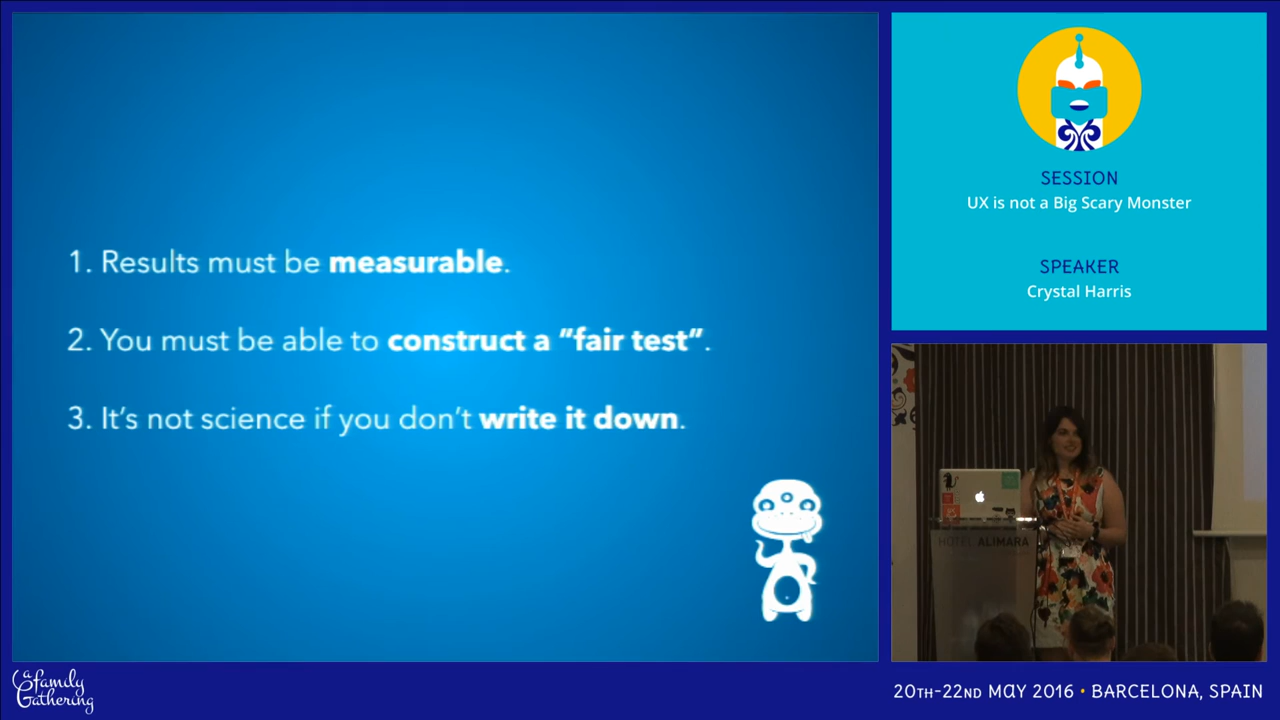 1. Results must be measurable.
2. You must be able to construct a "fair test".
3. It's not science if you don't write it down.
SESSION
UX is not a Big Scary Monster
SPEAKER
Crystal Harris
HOTEL ALIMARA
a family
Gathering
20TH-22ND MAY 2016 • BARCELONA, SPAIN